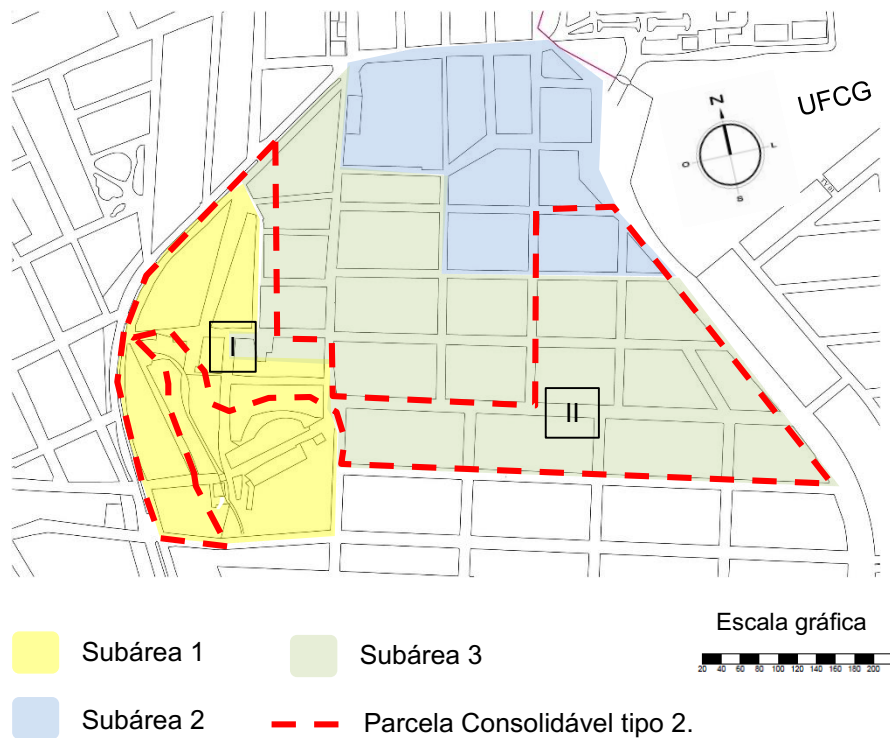 UFCG
N
O
L
S
I
II
Escala gráfica
20 40 60 80 100 120 140 160 180 200
Subárea 1
Subárea 3
Subárea 2
Parcela Consolidável tipo 2.